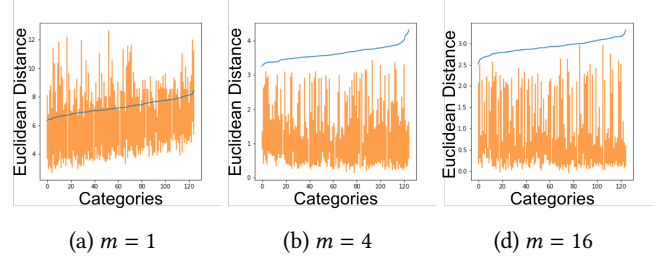 12
10
8
6
4
0 20 40 60 80 100 120
Euclidean Distance
Categories
(a) m = 1
4
3
2
1
0
0 20 40 60 80 100 120
Euclidean Distance
Categories
(b) m = 4
3.0
2.5
2.0
1.5
1.0
0.5
0.0
0 20 40 60 80 100 120
Euclidean Distance
Categories
(d) m = 16